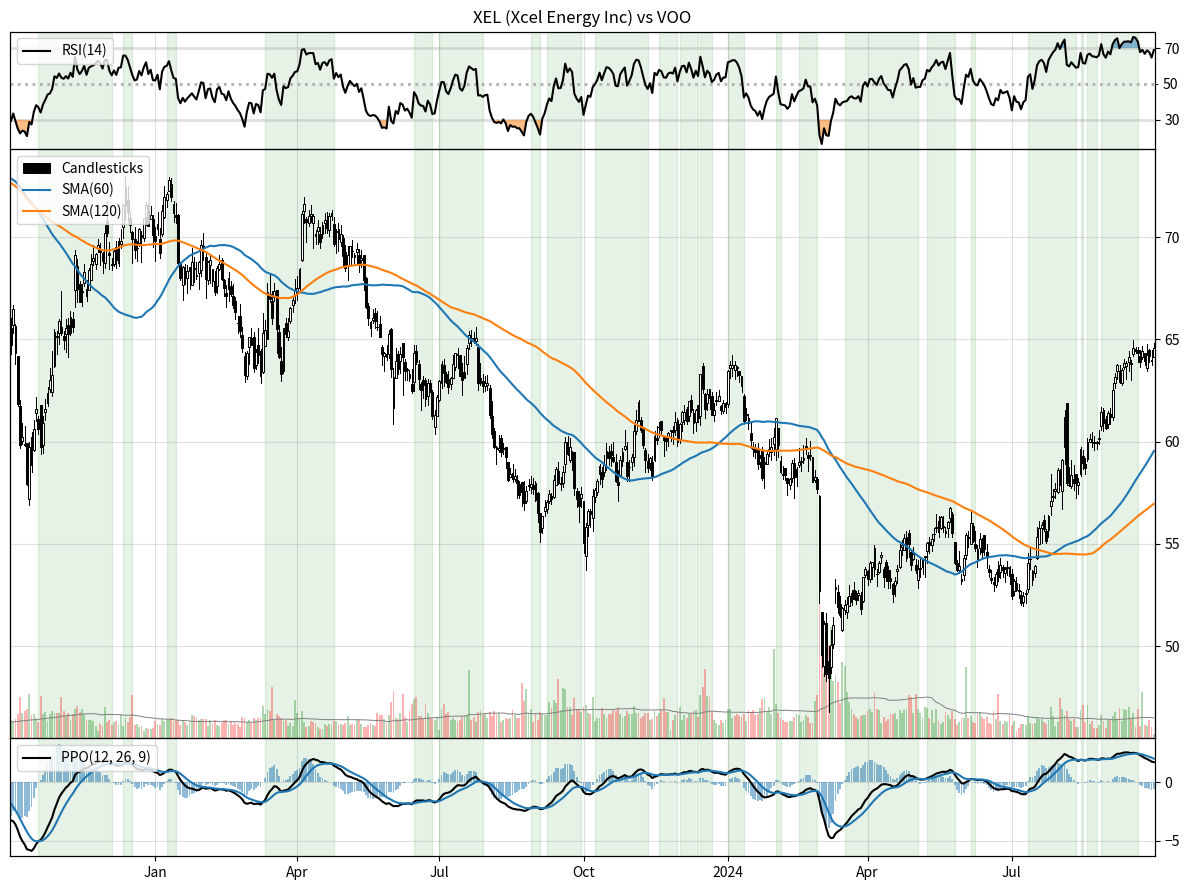 XEL (Xcel Energy Inc) vs VOO
RSI(14)
70
50
30
Candlesticks
SMA(60)
SMA(120)
70
65
60
55
50
PPO(12, 26, 9)
0
−5
Jan
Apr
Jul
Oct
2024
Apr
Jul